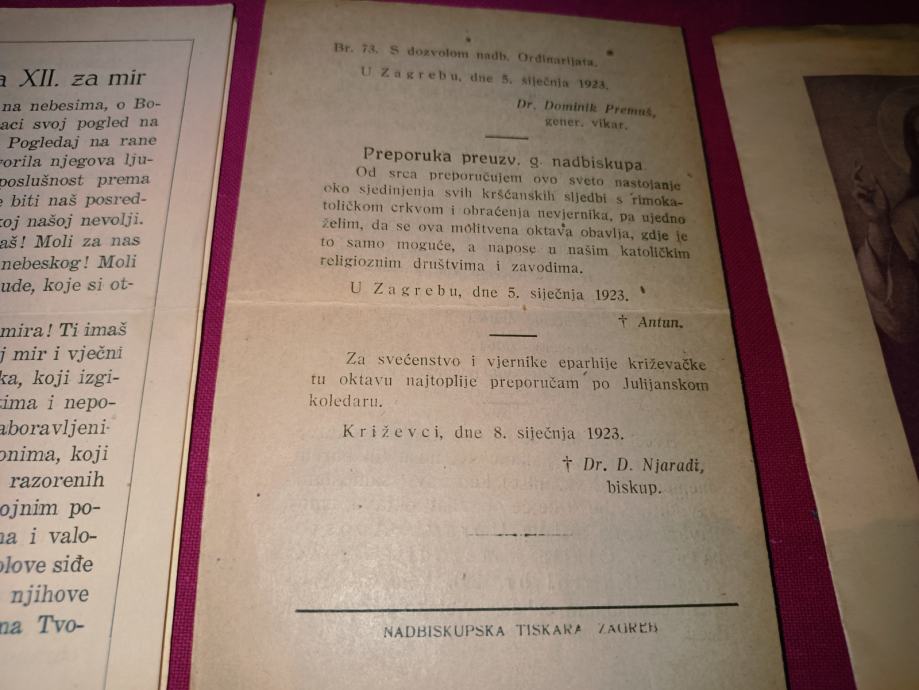 a XII. za mir
na nebesima, o Bo-
aci svoj pogled na
Pogledaj na rane
vorila njegova lju-
poslušnost prema
e biti naš posred-
koj našoj nevolji.
aš! Moli za nas
nebeskog! Moli
ude, koje si ot-
mira! Ti imaš
j mir i vječni
ka, koji izgi-
tima i nepo-
aboravljeni-
onima, koji
razorenih
ojnim po-
na i valo-
olove siđe
njihove
na Tvo-
Br. 73. S dozvolom nadb. Ordinarijata.
U Zagrebu, dne 5. siječnja 1923.
Dr. Dominik Premuš,
gener. vikar.
Preporuka preuzv. g. nadbiskupa.
Od srca preporučujem ovo sveto nastojanje
oko sjedinjenja svih kršćanskih sljedbi s rimoka-
toličkom crkvom i obraćenja nevjernika, pa ujedno
želim, da se ova molitvena oktava obavlja, gdje je
to samo moguće, a napose u našim katoličkim
religioznim društvima i zavodima.
U Zagrebu, dne 5. siječnja 1923.
† Antun.
Za svećenstvo i vjernike eparhije križevačke
tu oktavu najtoplije preporučam po Julijanskom
koledaru.
Križevci, dne 8. siječnja 1923.
† Dr. D. Njaradi,
biskup.
NADBISKUPSKA TISKARA ZAGREB